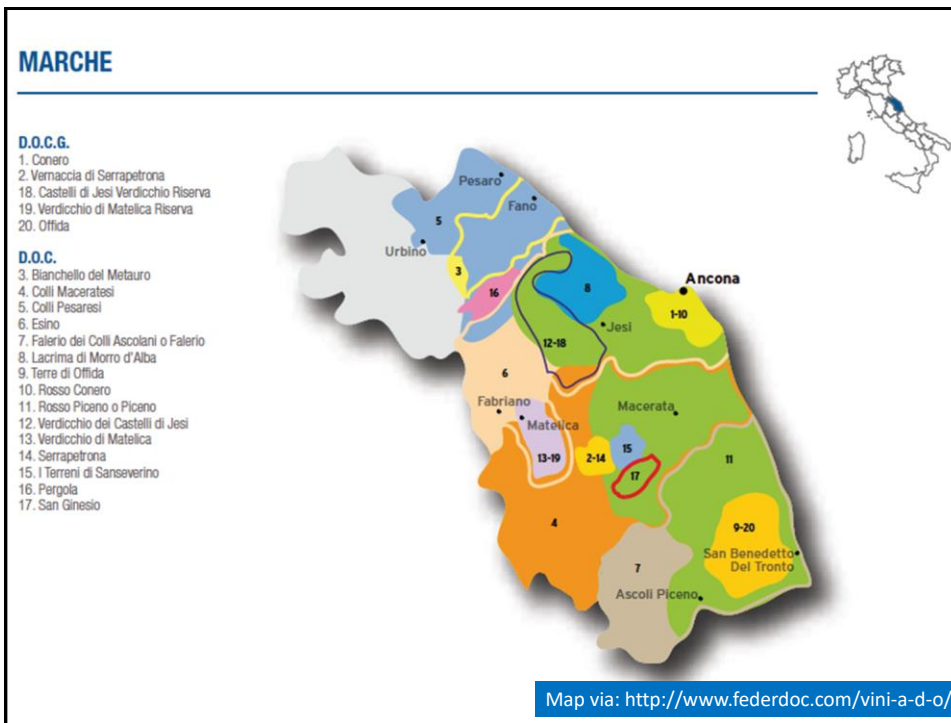 MARCHE
D.O.C.G.
1. Conero
2. Vernaccia di Serrapetrona
18. Castelli di Jesi Verdicchio Riserva
19. Verdicchio di Matelica Riserva
20. Offida
D.O.C.
3. Bianchello del Metauro
4. Colli Maceratesi
5. Colli Pesaresi
6. Esino
7. Falerio dei Colli Ascolani o Falerio
8. Lacrima di Morro d'Alba
9. Terre di Offida
10. Rosso Conero
11. Rosso Piceno o Piceno
12. Verdicchio dei Castelli di Jesi
13. Verdicchio di Matelica
14. Serrapetrona
15. I Terreni di Sanseverino
16. Pergola
17. San Ginesio
Pesaro
Fano
5
Urbino
3
16
8
Ancona
1-10
Jesi
12-18
6
Fabriano
Matelica
Macerata
13-19
2-14
15
17
11
4
9-20
San Benedetto
Del Tronto
7
Ascoli Piceno
Map via: http://www.federdoc.com/vini-a-d-o/